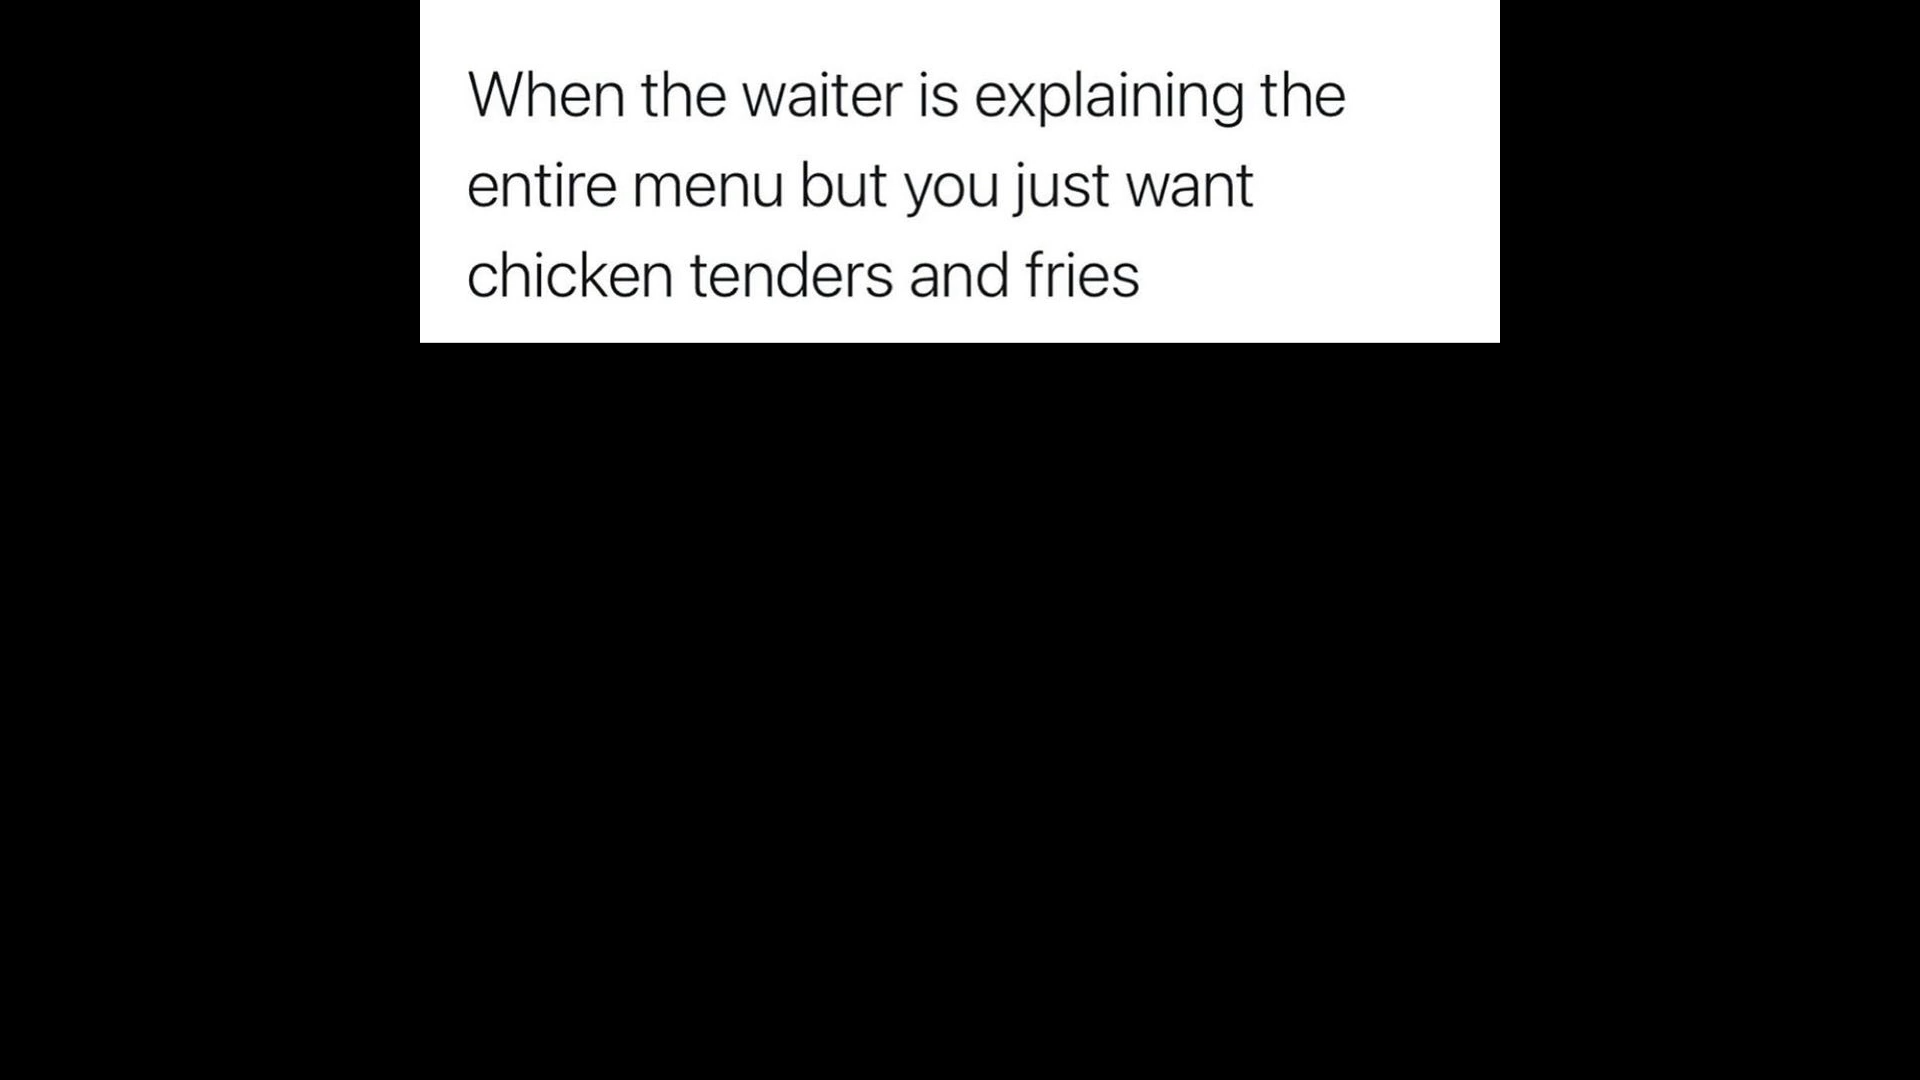 When the waiter is explaining the
entire menu but you just want
chicken tenders and fries